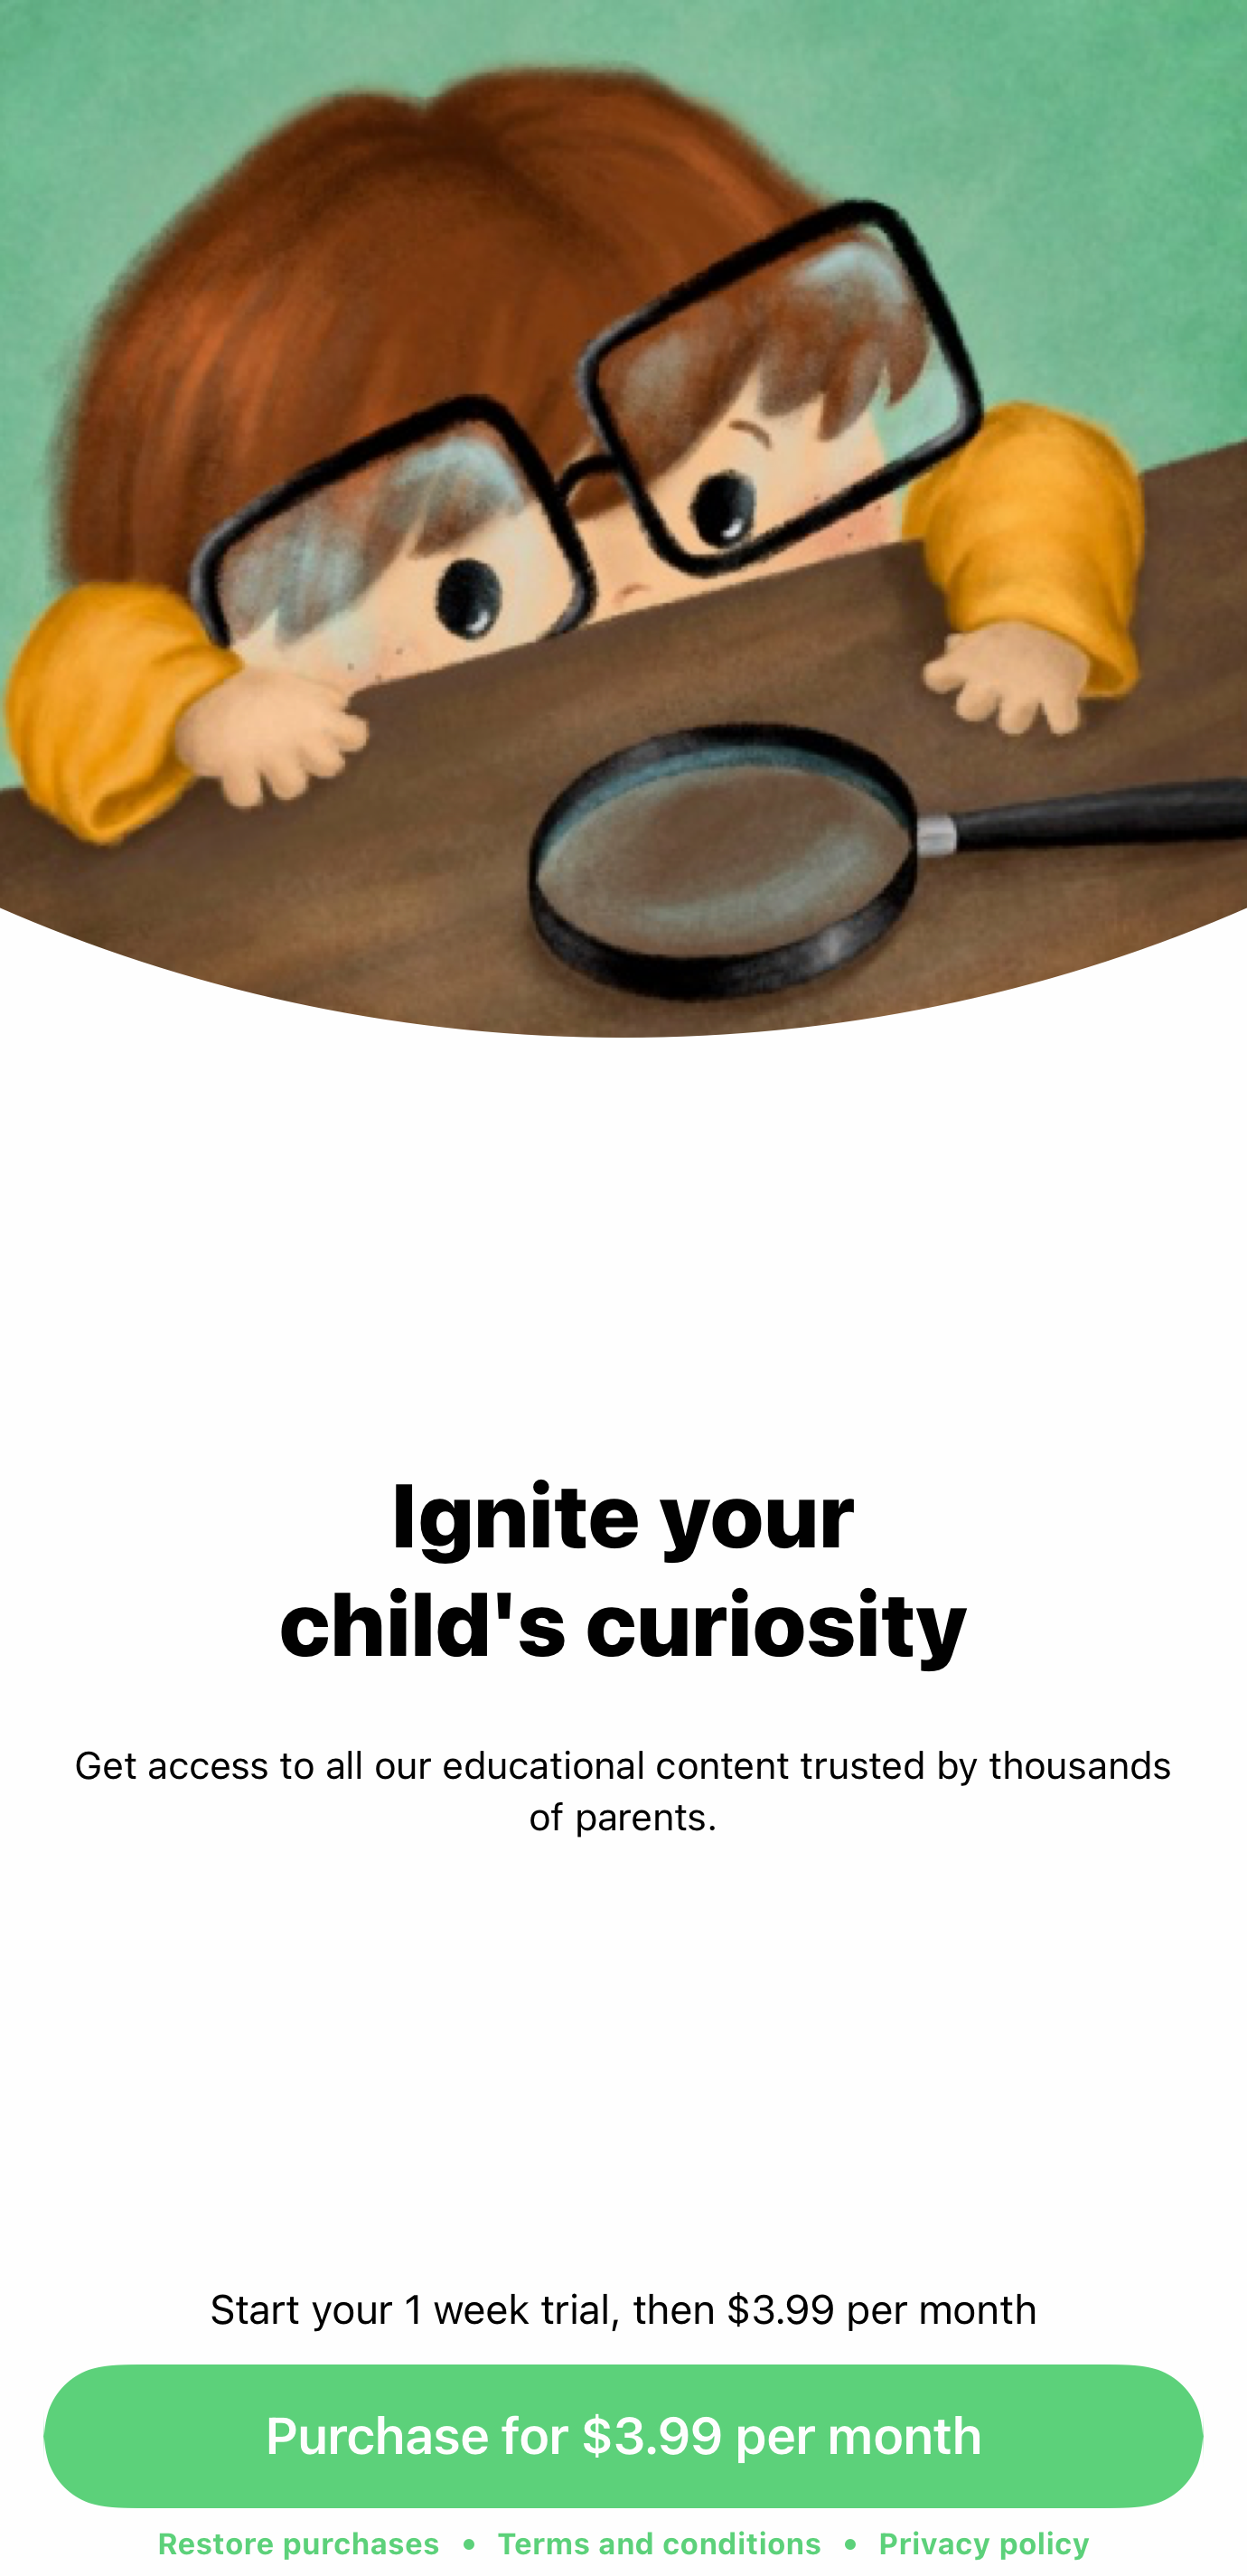 Ignite your
child's curiosity
Get access to all our educational content trusted by thousands
of parents.
Start your 1 week trial, then $3.99 per month
Purchase for $3.99 per month
Restore purchases • Terms and conditions • Privacy policy